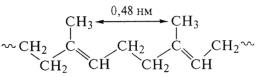 0,48 нм
CH₃ CH₃
CH₂ C CH₂ C CH₂
CH₂ CH CH₂ CH